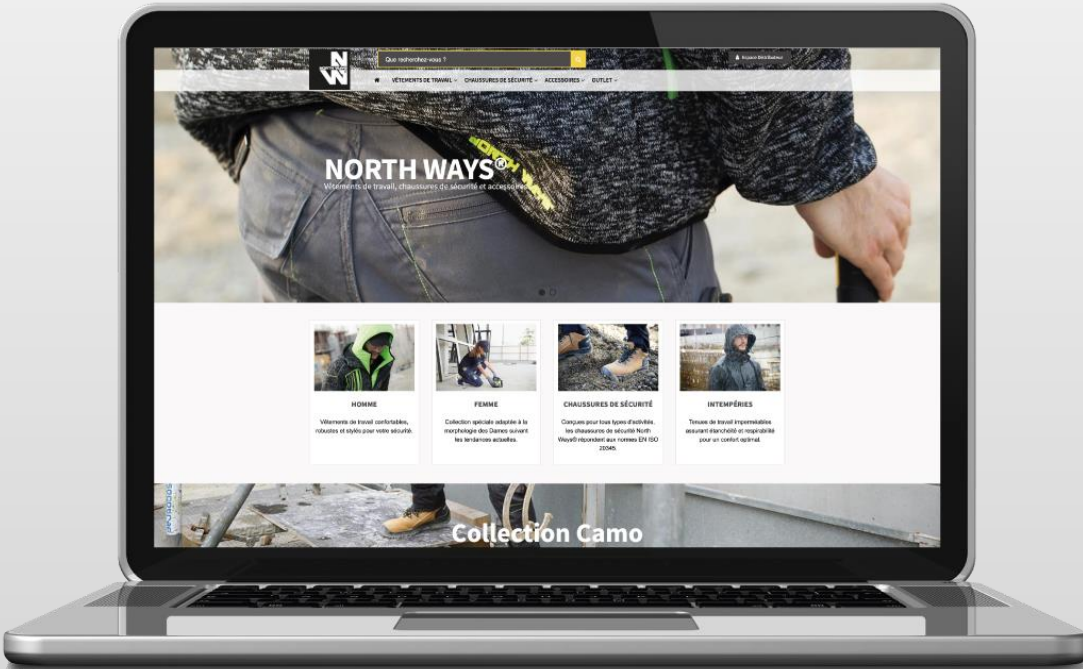 N
WAYS
W
Que recherchez-vous ?
Espace Distributeur
VÊTEMENTS DE TRAVAIL
CHAUSSURES DE SÉCURITÉ
ACCESSOIRES
OUTLET
NORTH WAYS
NORTH WAYS®
Vêtements de travail, chaussures de sécurité et accessoires
HOMME
Vêtements de travail confortables,
robustes et stylés pour votre sécurité.
FEMME
Collection spéciale adaptée à la
morphologie des Dames suivant
les tendances actuelles.
CHAUSSURES DE SÉCURITÉ
Conçues pour tous types d'activités,
les chaussures de sécurité North
Ways® répondent aux normes EN ISO
20345.
INTEMPÉRIES
Tenues de travail imperméables
assurant étanchéité et respirabilité
pour un confort optimal.
Collection Camo